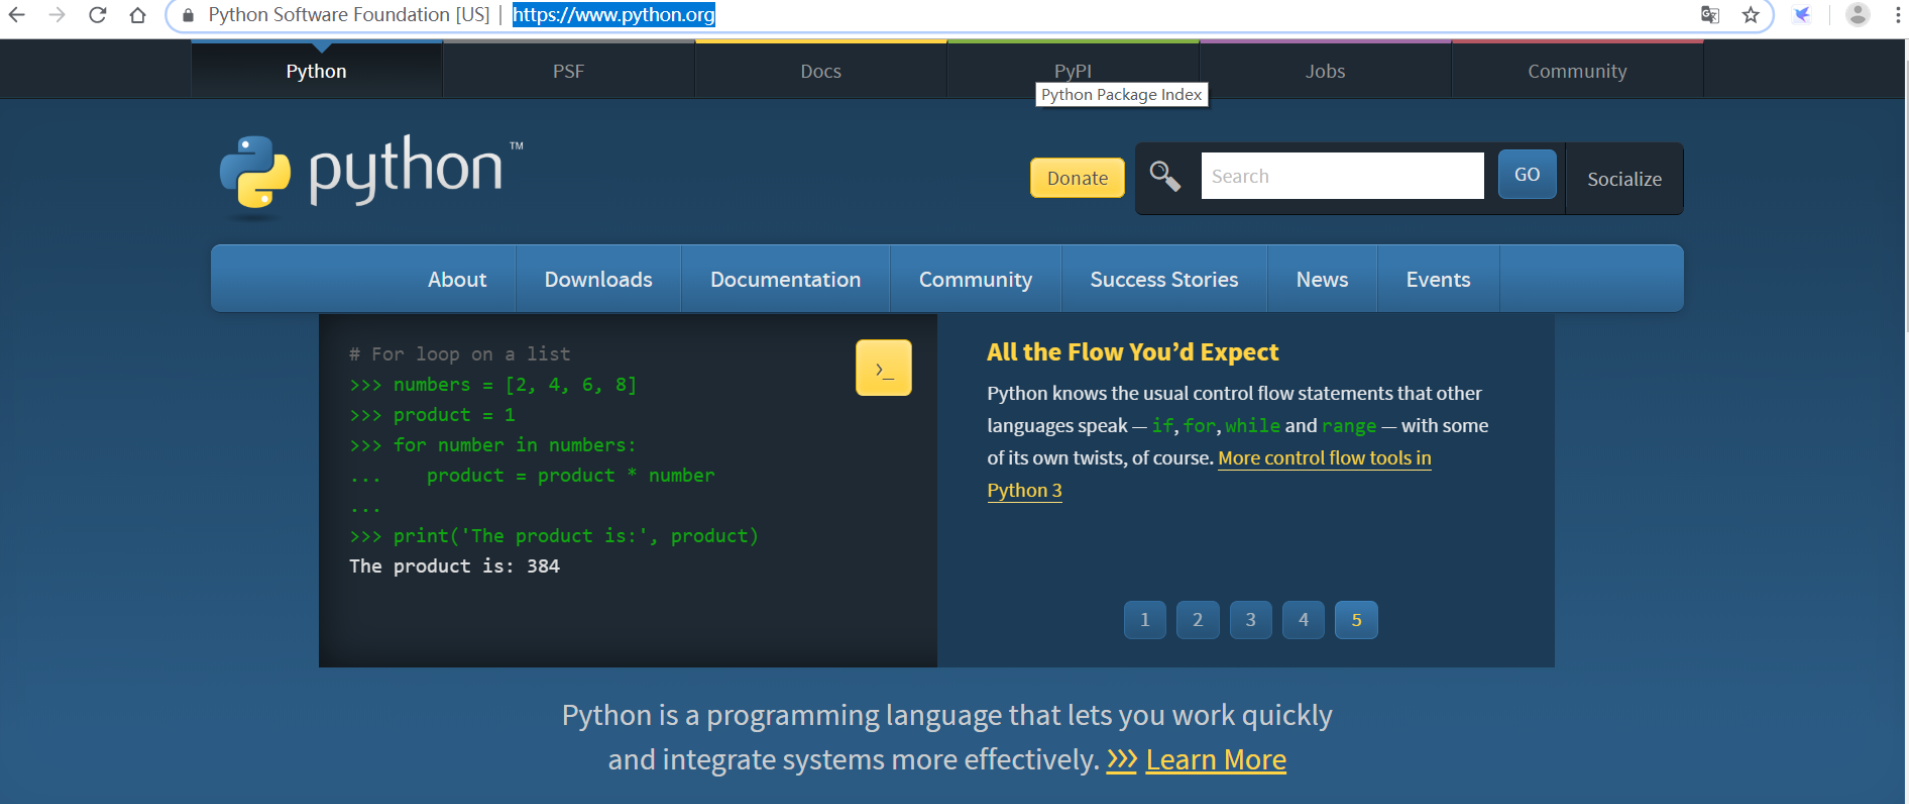 Python Software Foundation [US] | https://www.python.org
Python
PSF
Docs
PyPI
Jobs
Community
Python Package Index
python™
Donate
Search
GO
Socialize
About
Downloads
Documentation
Community
Success Stories
News
Events
# For loop on a list
>>> numbers = [2, 4, 6, 8]
>>> product = 1
>>> for number in numbers:
...    product = product * number
...
>>> print('The product is:', product)
The product is: 384
>_
All the Flow You’d Expect
Python knows the usual control flow statements that other
languages speak — if, for, while and range — with some
of its own twists, of course. More control flow tools in
Python 3
1
2
3
4
5
Python is a programming language that lets you work quickly
and integrate systems more effectively. >>> Learn More